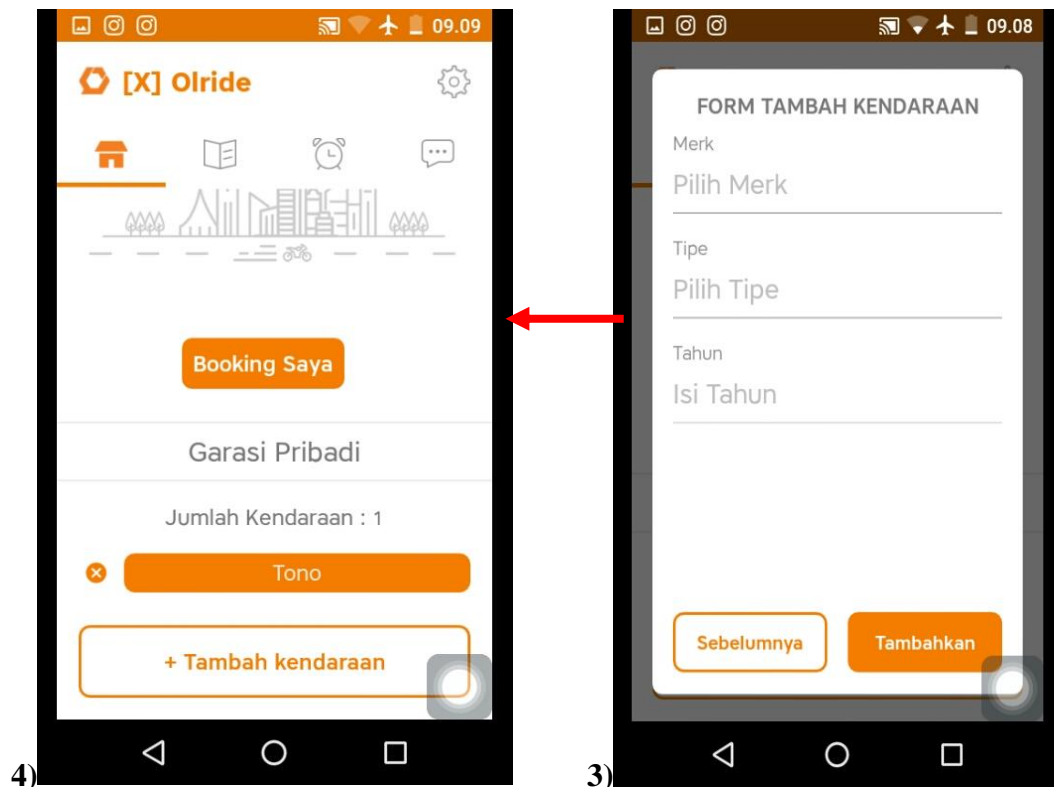 09.09
[X] Olride
Booking Saya
Garasi Pribadi
Jumlah Kendaraan : 1
Tono
+ Tambah kendaraan
4)
09.08
FORM TAMBAH KENDARAAN
Merk
Pilih Merk
Tipe
Pilih Tipe
Tahun
Isi Tahun
Sebelumnya
Tambahkan
3)